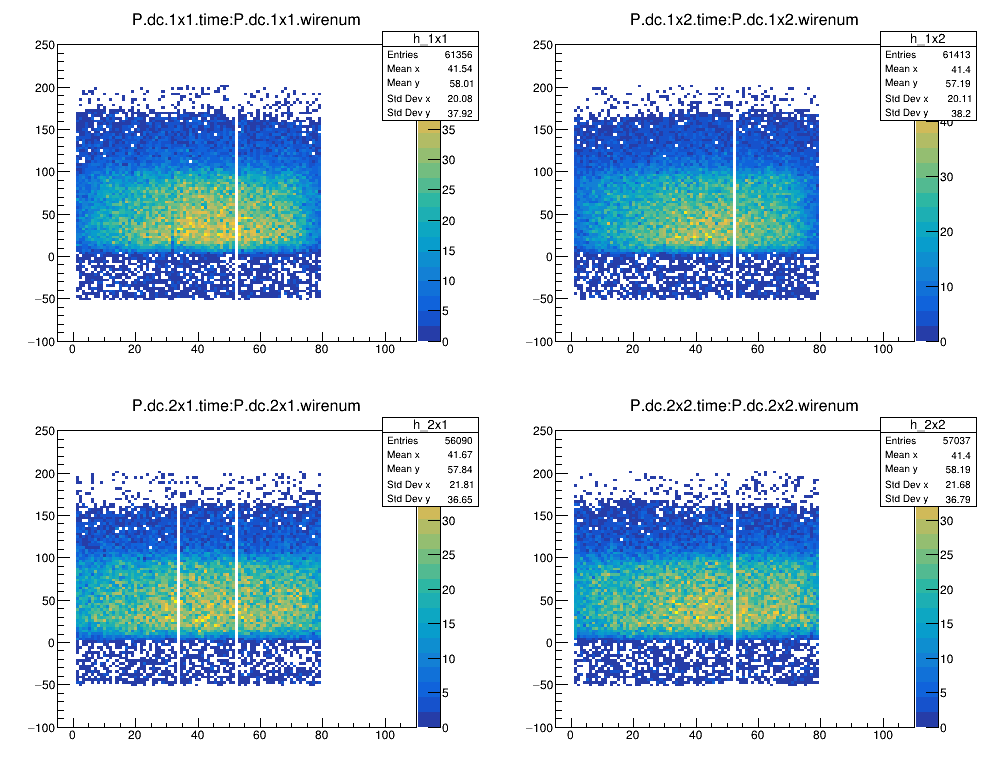 P.dc.1x1.time:P.dc.1x1.wirenum
h_1x1
Entries 61356
Mean x 41.54
Mean y 58.01
Std Dev x 20.08
Std Dev y 37.92
250
200
150
100
50
0
−50
−100
0 20 40 60 80 100
35
30
25
20
15
10
5
0
P.dc.1x2.time:P.dc.1x2.wirenum
h_1x2
Entries 61413
Mean x 41.4
Mean y 57.19
Std Dev x 20.11
Std Dev y 38.2
250
200
150
100
50
0
−50
−100
0 20 40 60 80 100
40
30
20
10
0
P.dc.2x1.time:P.dc.2x1.wirenum
h_2x1
Entries 56090
Mean x 41.67
Mean y 57.84
Std Dev x 21.81
Std Dev y 36.65
250
200
150
100
50
0
−50
−100
0 20 40 60 80 100
30
25
20
15
10
5
0
P.dc.2x2.time:P.dc.2x2.wirenum
h_2x2
Entries 57037
Mean x 41.4
Mean y 58.19
Std Dev x 21.68
Std Dev y 36.79
250
200
150
100
50
0
−50
−100
0 20 40 60 80 100
30
25
20
15
10
5
0